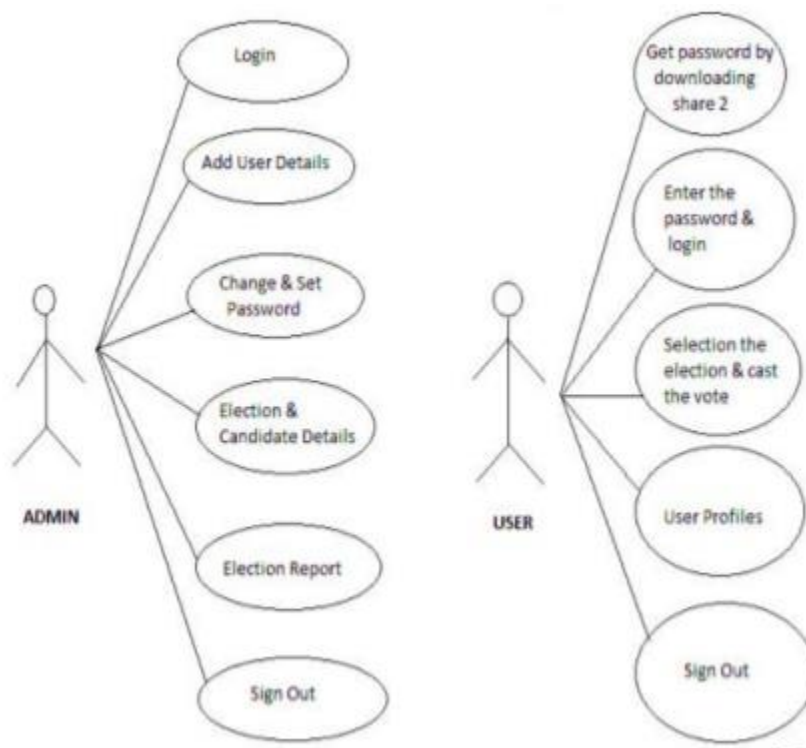 Login
Add User Details
Change & Set
Password
Election &
Candidate Details
Election Report
Sign Out
ADMIN
Get password by
downloading
share 2
Enter the
password &
login
Selection the
election & cast
the vote
User Profiles
Sign Out
USER